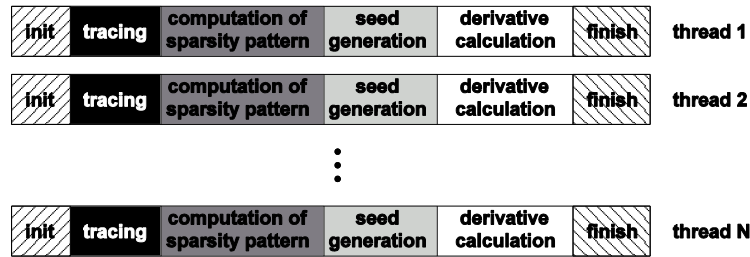 init tracing computation of sparsity pattern seed generation derivative calculation finish thread 1
init tracing computation of sparsity pattern seed generation derivative calculation finish thread 2
init tracing computation of sparsity pattern seed generation derivative calculation finish thread N